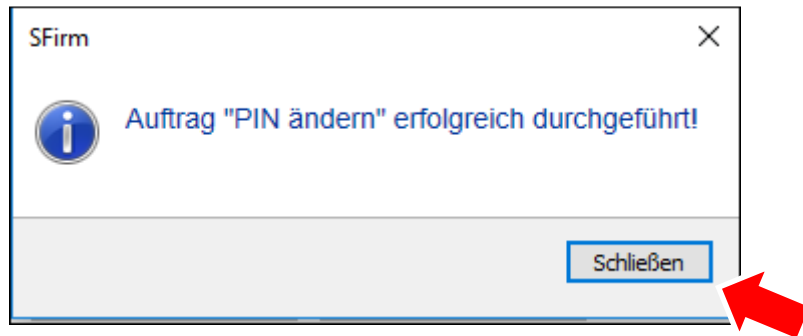 SFirm
Auftrag "PIN ändern" erfolgreich durchgeführt!
Schließen